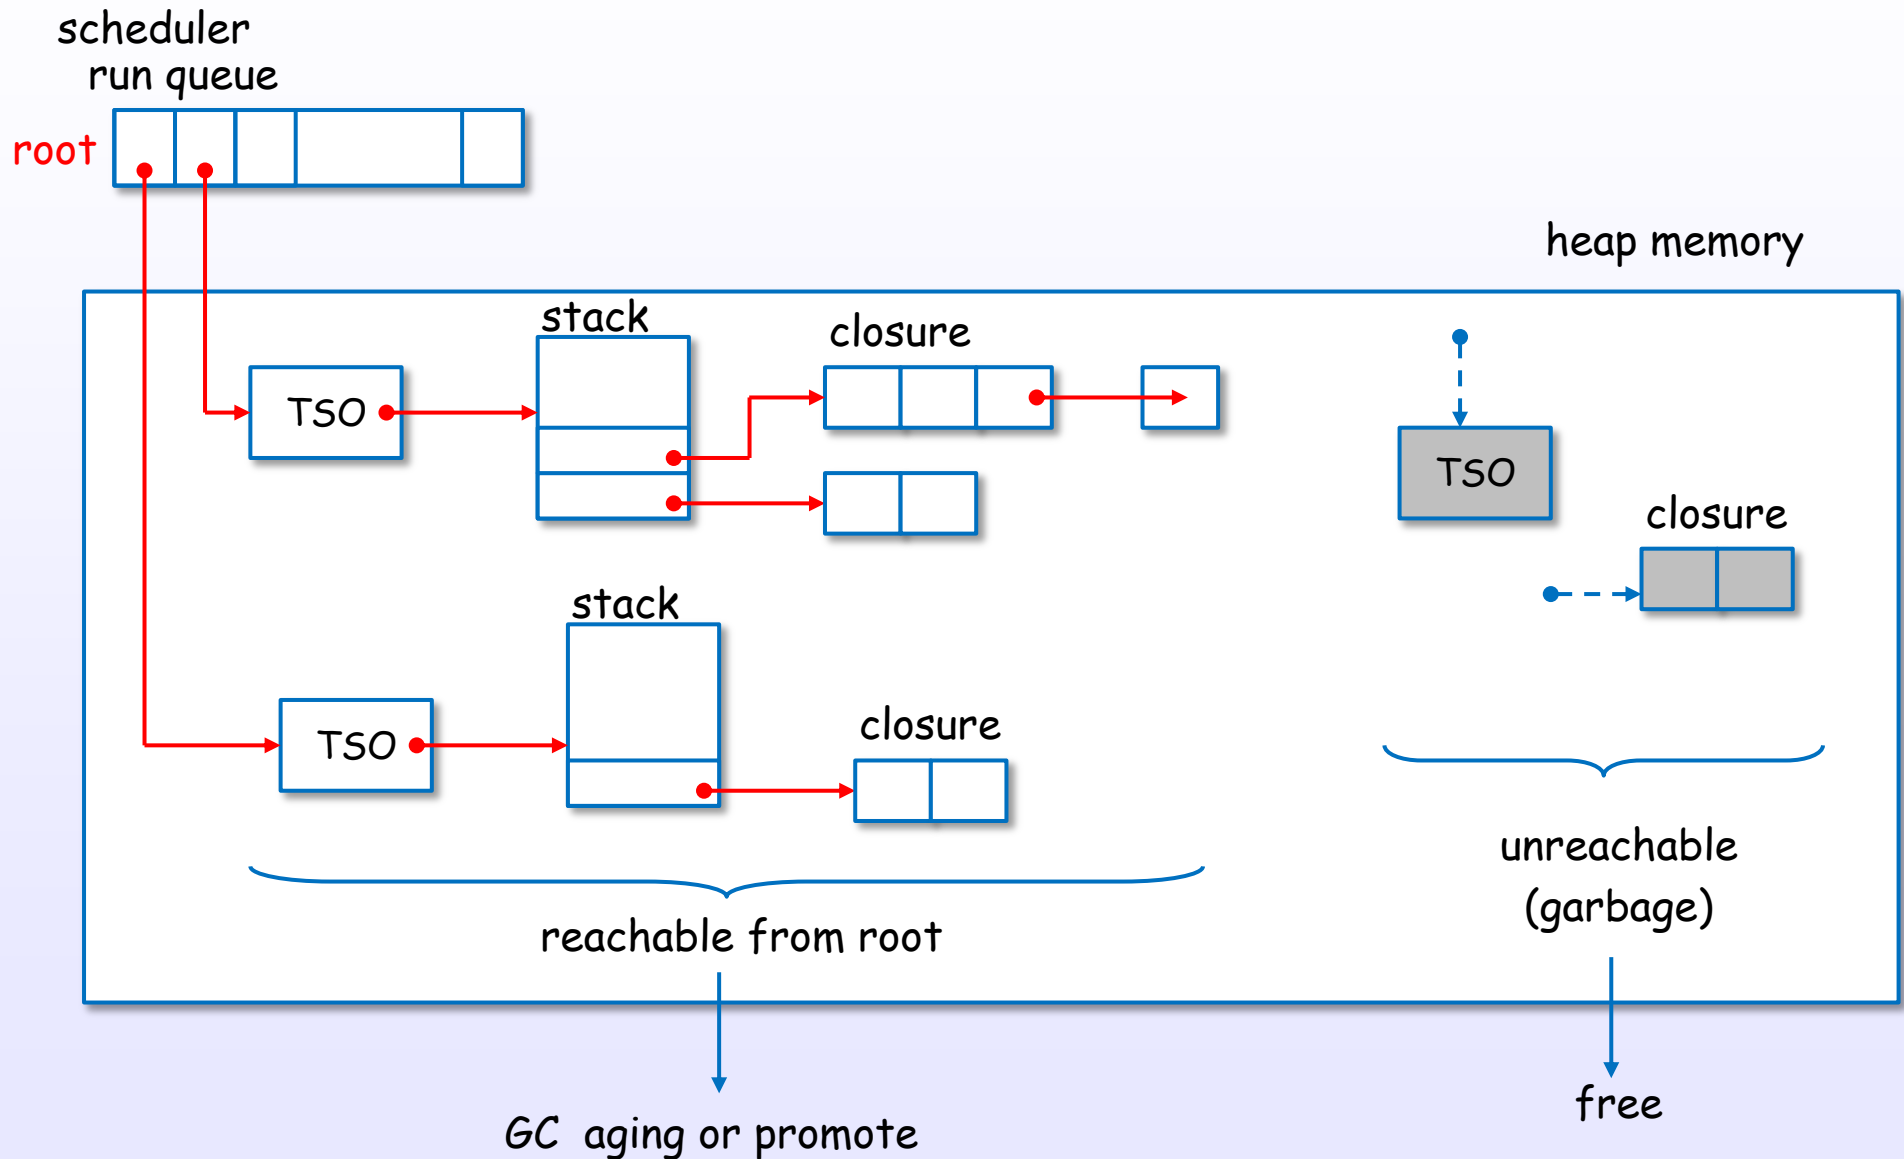 scheduler
run queue
root
heap memory
stack
closure
TSO
TSO
closure
stack
closure
TSO
unreachable
(garbage)
reachable from root
free
GC aging or promote